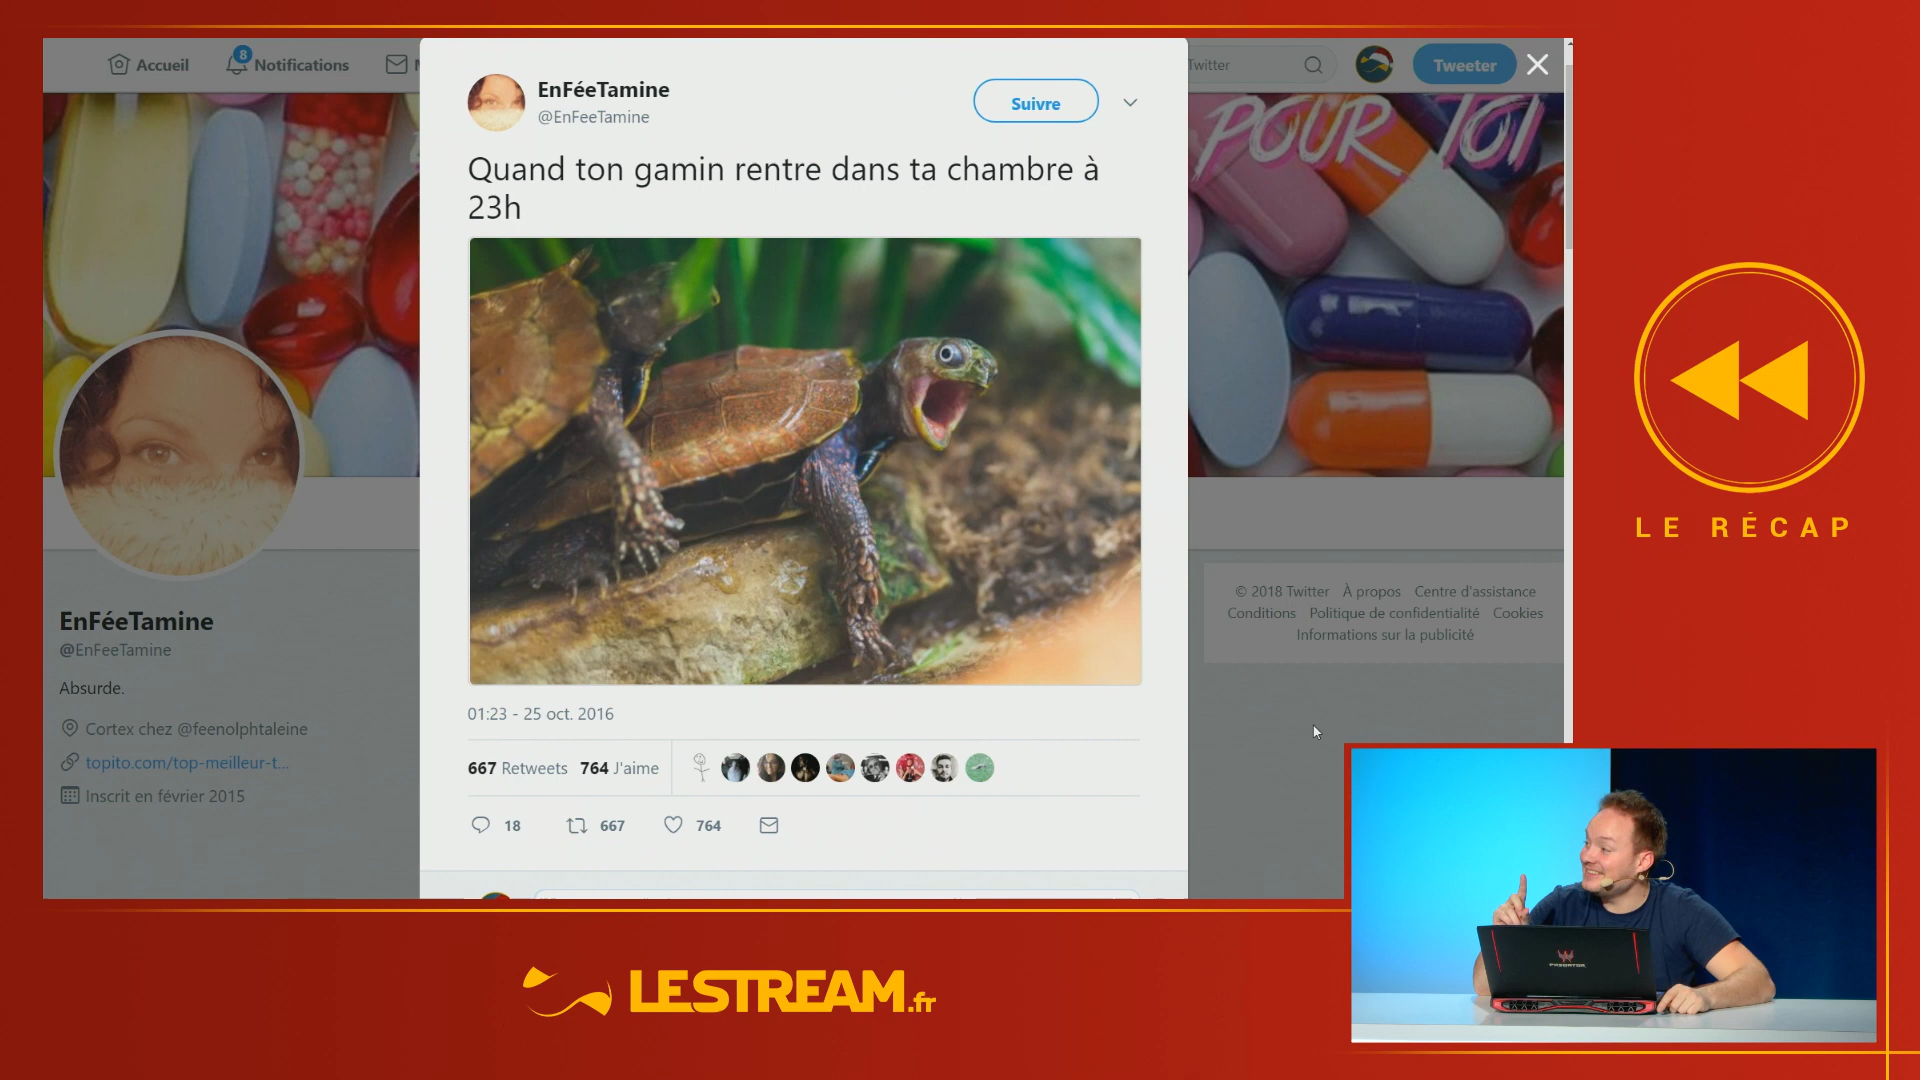 Accueil
8
Notifications
Twitter
Tweeter
EnFéeTamine
@EnFeeTamine
Suivre
POUR TOI
Quand ton gamin rentre dans ta chambre à
23h
01:23 - 25 oct. 2016
667 Retweets 764 J'aime
18 667 764
EnFéeTamine
@EnFeeTamine
Absurde.
Cortex chez @feenolphtaleine
topito.com/top-meilleur-t...
Inscrit en février 2015
© 2018 Twitter À propos Centre d'assistance
Conditions Politique de confidentialité Cookies
Informations sur la publicité
LE RÉCAP
LESTREAM.fr
PREDATOR